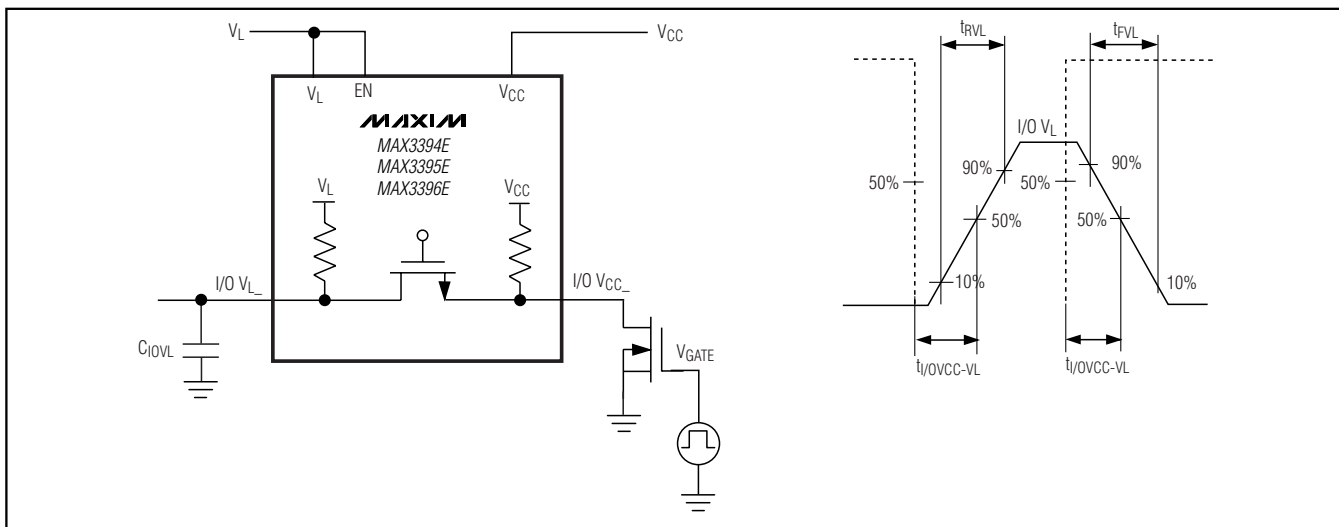 VL
VCC
VL
EN
VCC
MAXIM
MAX3394E
MAX3395E
MAX3396E
VL
VCC
I/O VL_
I/O VCC_
CIOVL
VGATE
tRVL
tFVL
I/O VL
90%
90%
50%
50%
50%
50%
10%
10%
tI/OVCC-VL
tI/OVCC-VL